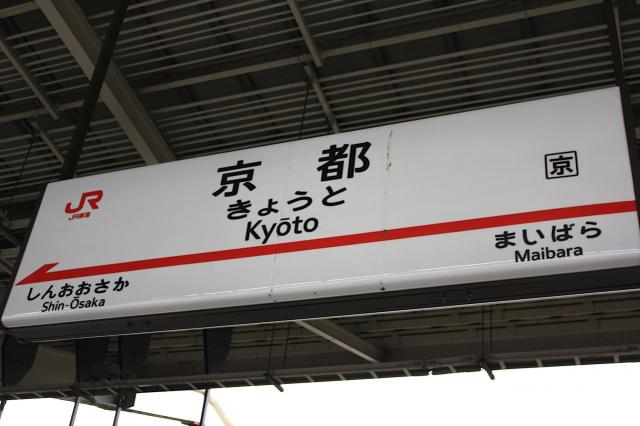 JR
JR東海
京都
きょうと
Kyōto
京
しんおおさか
Shin-Ōsaka
まいばら
Maibara